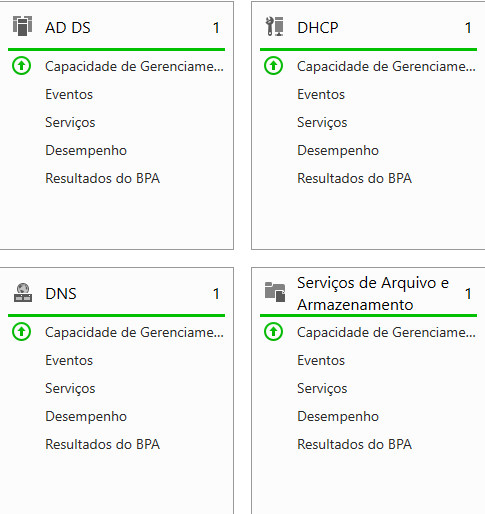 AD DS 1
Capacidade de Gerenciame...
Eventos
Serviços
Desempenho
Resultados do BPA
DHCP 1
Capacidade de Gerenciame...
Eventos
Serviços
Desempenho
Resultados do BPA
DNS 1
Capacidade de Gerenciame...
Eventos
Serviços
Desempenho
Resultados do BPA
Serviços de Arquivo e
Armazenamento 1
Capacidade de Gerenciame...
Eventos
Serviços
Desempenho
Resultados do BPA